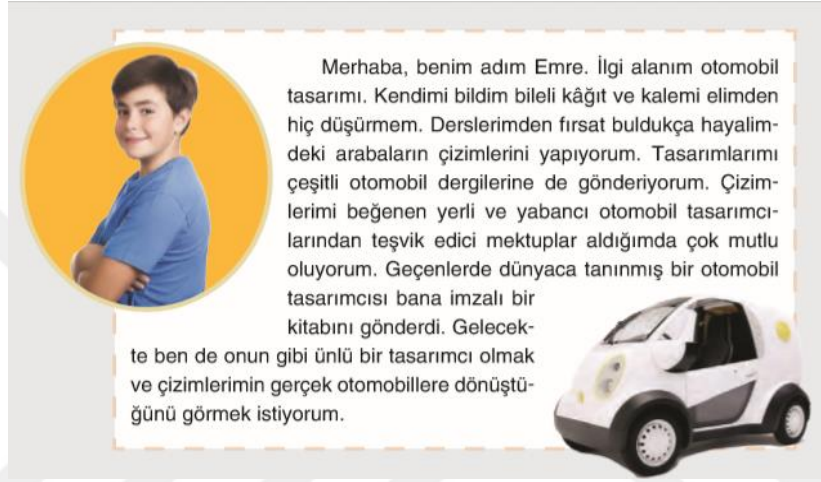 Merhaba, benim adım Emre. İlgi alanım otomobil
tasarımı. Kendimi bildim bileli kâğıt ve kalemi elimden
hiç düşürmem. Derslerimden fırsat buldukça hayalim-
deki arabaların çizimlerini yapıyorum. Tasarımlarımı
çeşitli otomobil dergilerine de gönderiyorum. Çizim-
lerimi beğenen yerli ve yabancı otomobil tasarımcı-
larından teşvik edici mektuplar aldığımda çok mutlu
oluyorum. Geçenlerde dünyaca tanınmış bir otomobil
tasarımcısı bana imzalı bir
kitabını gönderdi. Gelecek-
te ben de onun gibi ünlü bir tasarımcı olmak
ve çizimlerimin gerçek otomobillere dönüştü-
ğünü görmek istiyorum.